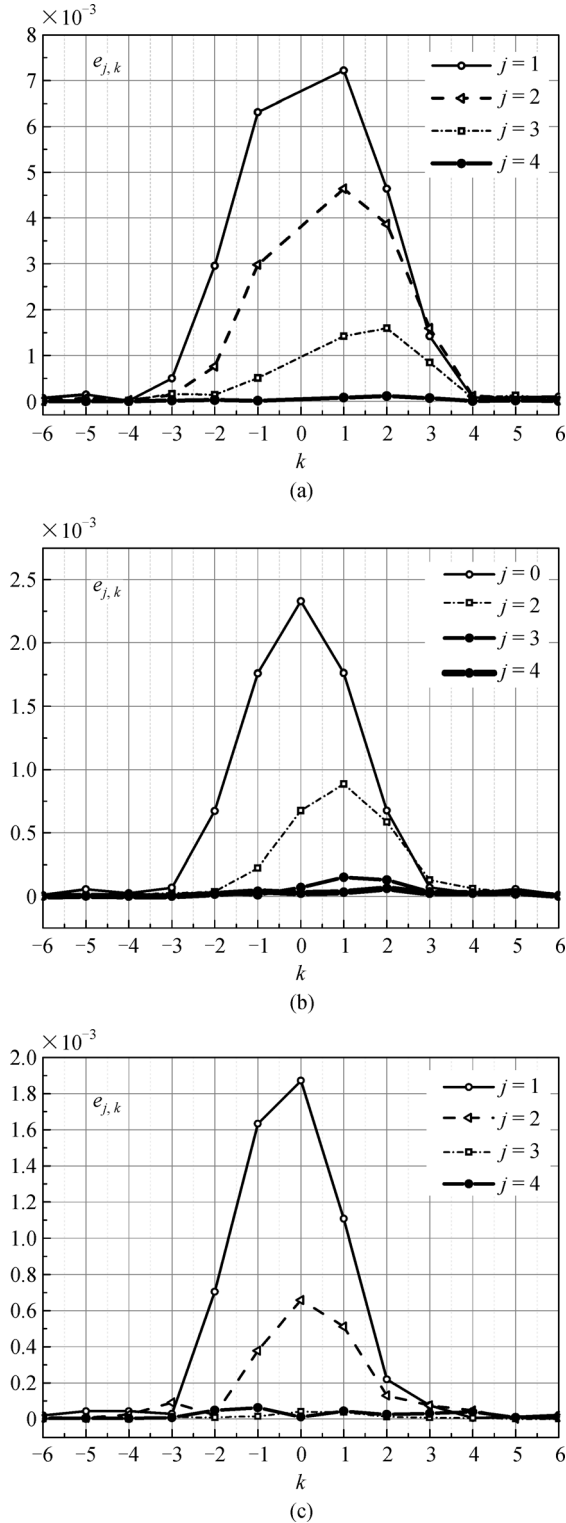 ×10⁻³
8
7
6
5
4
3
2
1
0
e j, k
j = 1
j = 2
j = 3
j = 4
−6 −5 −4 −3 −2 −1 0 1 2 3 4 5 6
k
(a)
×10⁻³
2.5
2.0
1.5
1.0
0.5
0
e j, k
j = 0
j = 2
j = 3
j = 4
−6 −5 −4 −3 −2 −1 0 1 2 3 4 5 6
k
(b)
×10⁻³
2.0
1.8
1.6
1.4
1.2
1.0
0.8
0.6
0.4
0.2
0
e j, k
j = 1
j = 2
j = 3
j = 4
−6 −5 −4 −3 −2 −1 0 1 2 3 4 5 6
k
(c)